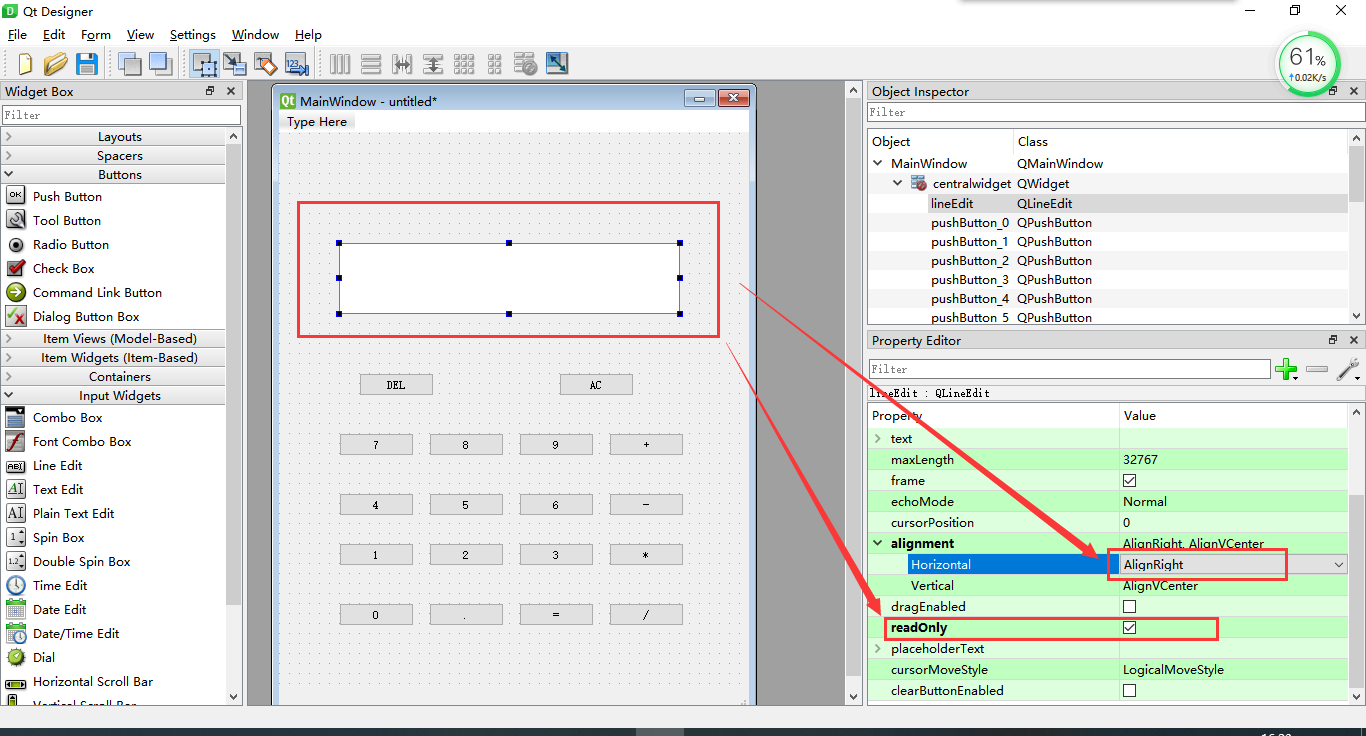 Qt Designer
File Edit Form View Settings Window Help
61%
0.02K/s
Widget Box
Filter
Layouts
Spacers
Buttons
OK Push Button
Tool Button
Radio Button
Check Box
Command Link Button
Dialog Button Box
Item Views (Model-Based)
Item Widgets (Item-Based)
Containers
Input Widgets
Combo Box
Font Combo Box
Line Edit
Text Edit
Plain Text Edit
Spin Box
Double Spin Box
Time Edit
Date Edit
Date/Time Edit
Dial
Horizontal Scroll Bar
Vertical Scroll Bar
MainWindow - untitled*
Type Here
DEL AC
7 8 9 +
4 5 6 -
1 2 3 *
0 . = /
Object Inspector
Filter
Object Class
MainWindow QMainWindow
centralwidget QWidget
lineEdit QLineEdit
pushButton_0 QPushButton
pushButton_1 QPushButton
pushButton_2 QPushButton
pushButton_3 QPushButton
pushButton_4 QPushButton
pushButton_5 QPushButton
Property Editor
Filter
lineEdit : QLineEdit
Property Value
text
maxLength 32767
frame
echoMode Normal
cursorPosition 0
alignment AlignRight, AlignVCenter
Horizontal AlignRight
Vertical AlignVCenter
dragEnabled
readOnly
placeholderText
cursorMoveStyle LogicalMoveStyle
clearButtonEnabled